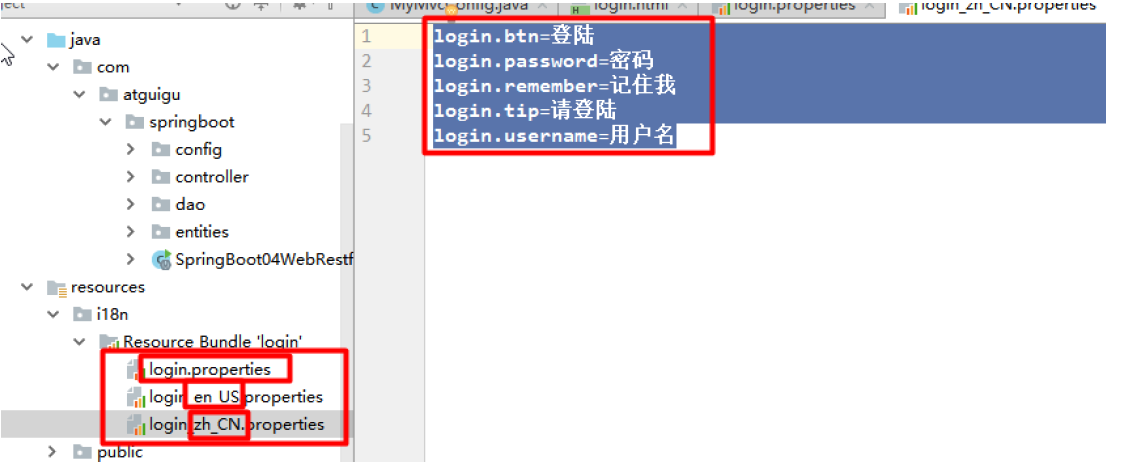 MyMvcConfig.java
login.html
login.properties
login_zh_CN.properties
java
com
atguigu
springboot
config
controller
dao
entities
SpringBoot04WebRestf
resources
i18n
Resource Bundle 'login'
login.properties
login_en_US.properties
login_zh_CN.properties
public
1 login.btn=登陆
2 login.password=密码
3 login.remember=记住我
4 login.tip=请登陆
5 login.username=用户名